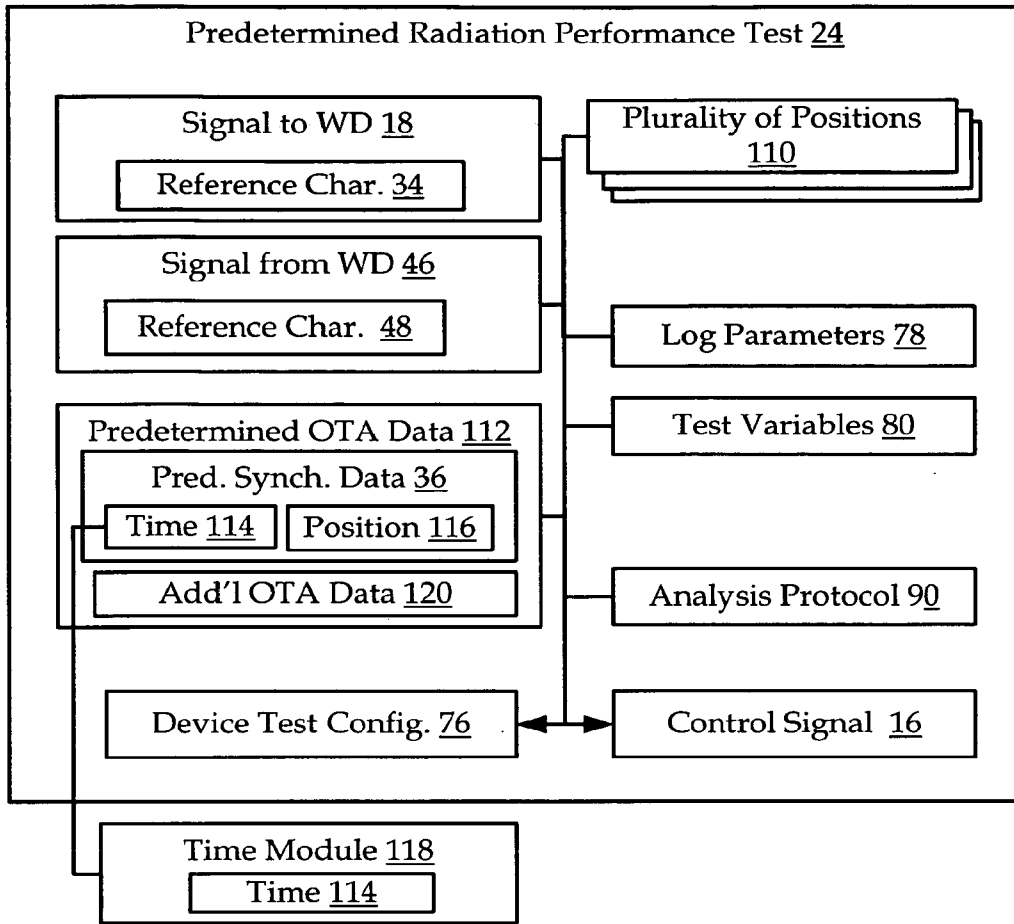 Predetermined Radiation Performance Test 24
Signal to WD 18
Reference Char. 34
Plurality of Positions
110
Signal from WD 46
Reference Char. 48
Log Parameters 78
Predetermined OTA Data 112
Test Variables 80
Pred. Synch. Data 36
Time 114
Position 116
Add'l OTA Data 120
Analysis Protocol 90
Device Test Config. 76
Control Signal 16
Time Module 118
Time 114